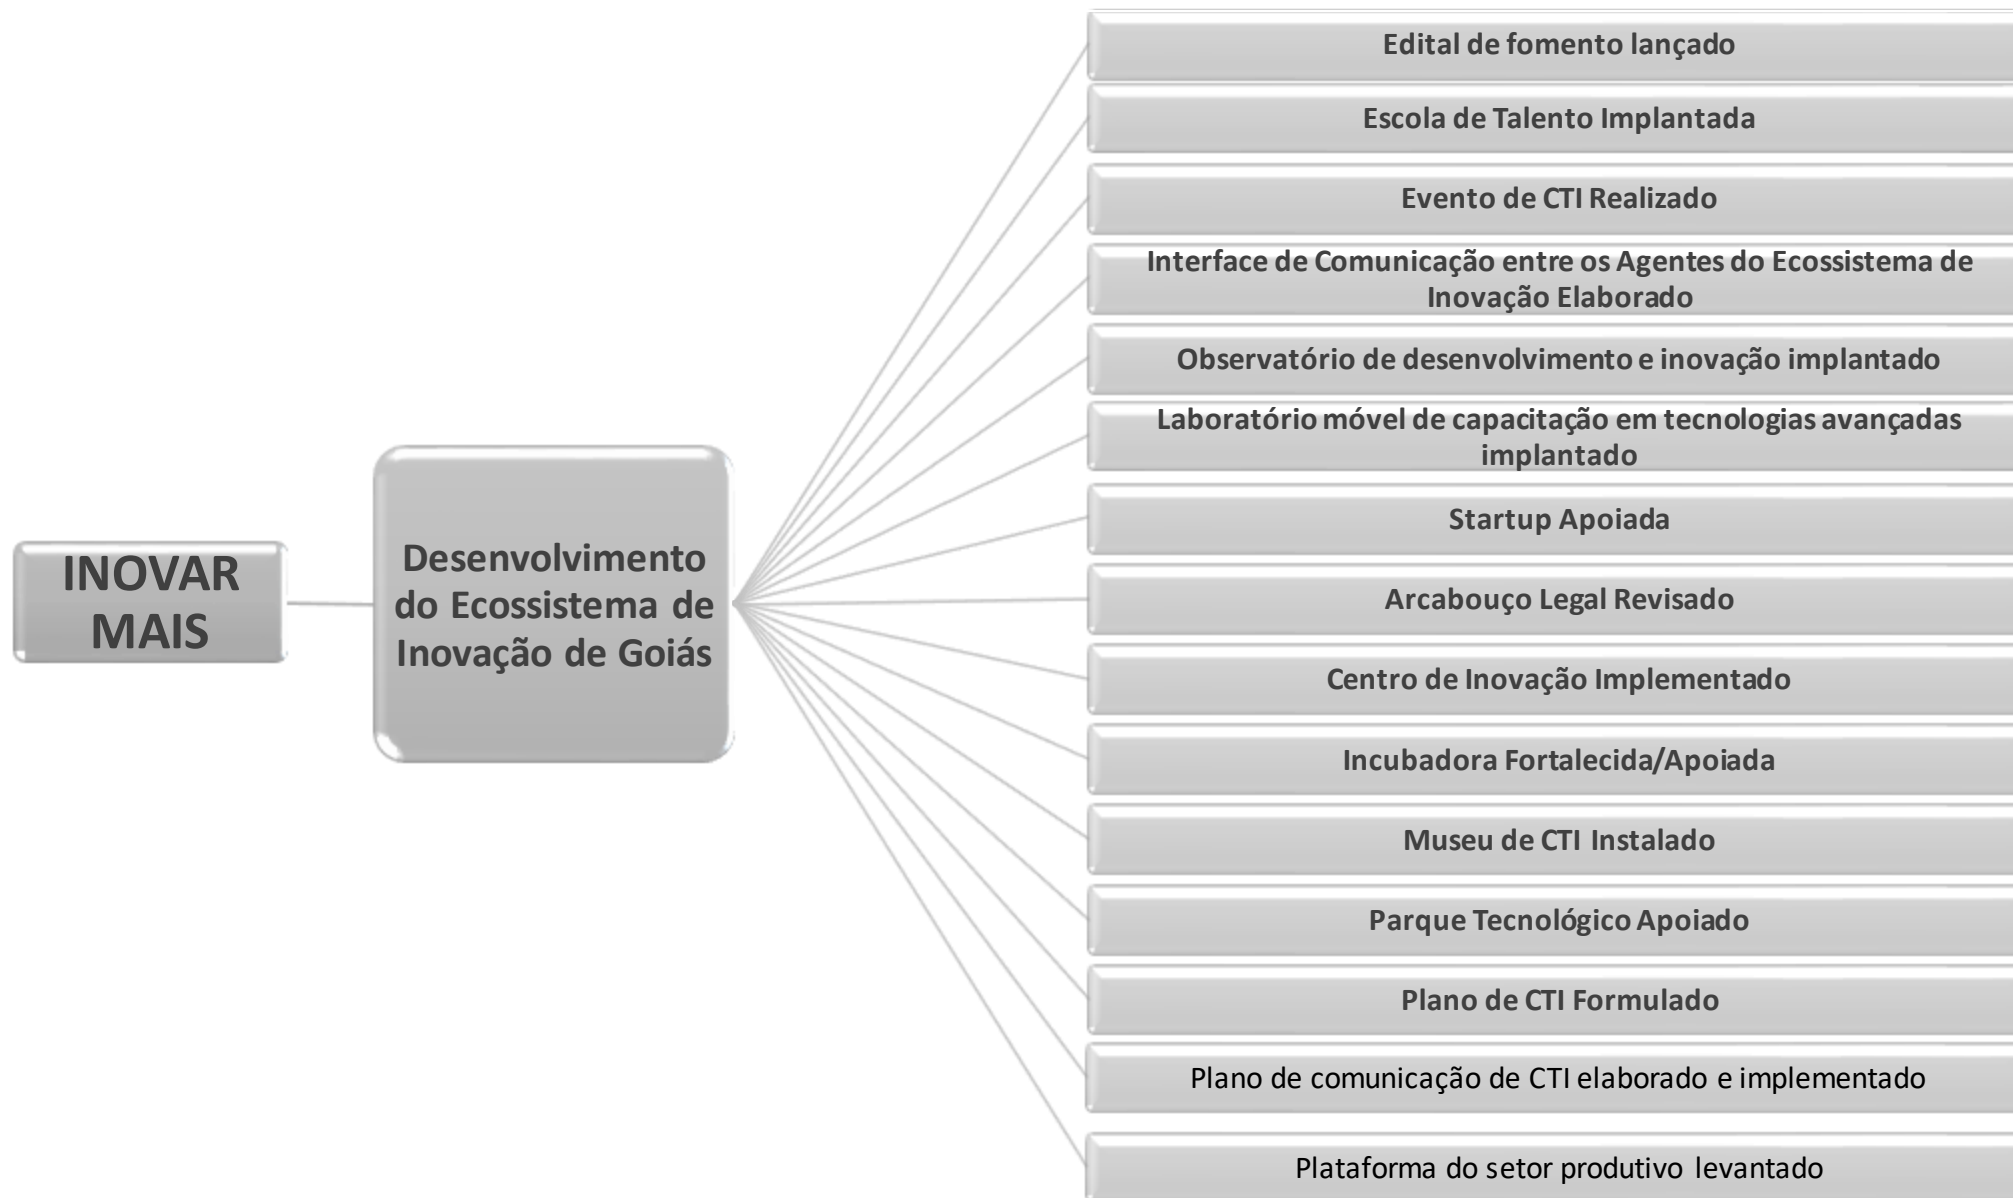 INOVAR
MAIS
Desenvolvimento
do Ecossistema de
Inovação de Goiás
Edital de fomento lançado
Escola de Talento Implantada
Evento de CTI Realizado
Interface de Comunicação entre os Agentes do Ecossistema de
Inovação Elaborado
Observatório de desenvolvimento e inovação implantado
Laboratório móvel de capacitação em tecnologias avançadas
implantado
Startup Apoiada
Arcabouço Legal Revisado
Centro de Inovação Implementado
Incubadora Fortalecida/Apoiada
Museu de CTI Instalado
Parque Tecnológico Apoiado
Plano de CTI Formulado
Plano de comunicação de CTI elaborado e implementado
Plataforma do setor produtivo levantado